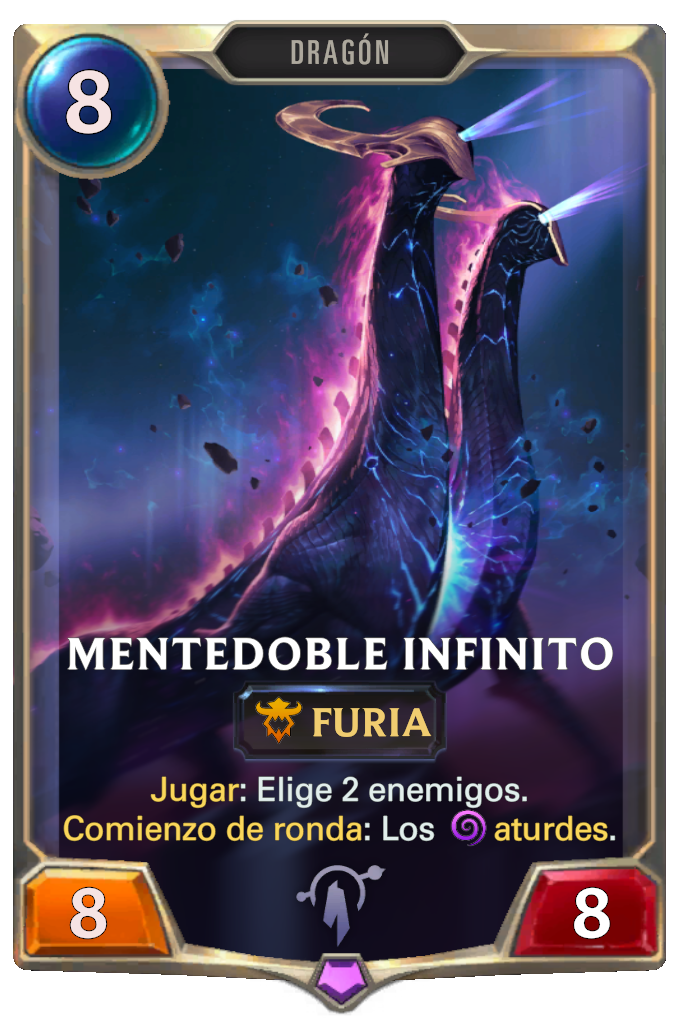 DRAGÓN
8
MENTEDOBLE INFINITO
FURIA
Jugar: Elige 2 enemigos.
Comienzo de ronda: Los aturdes.
8
8